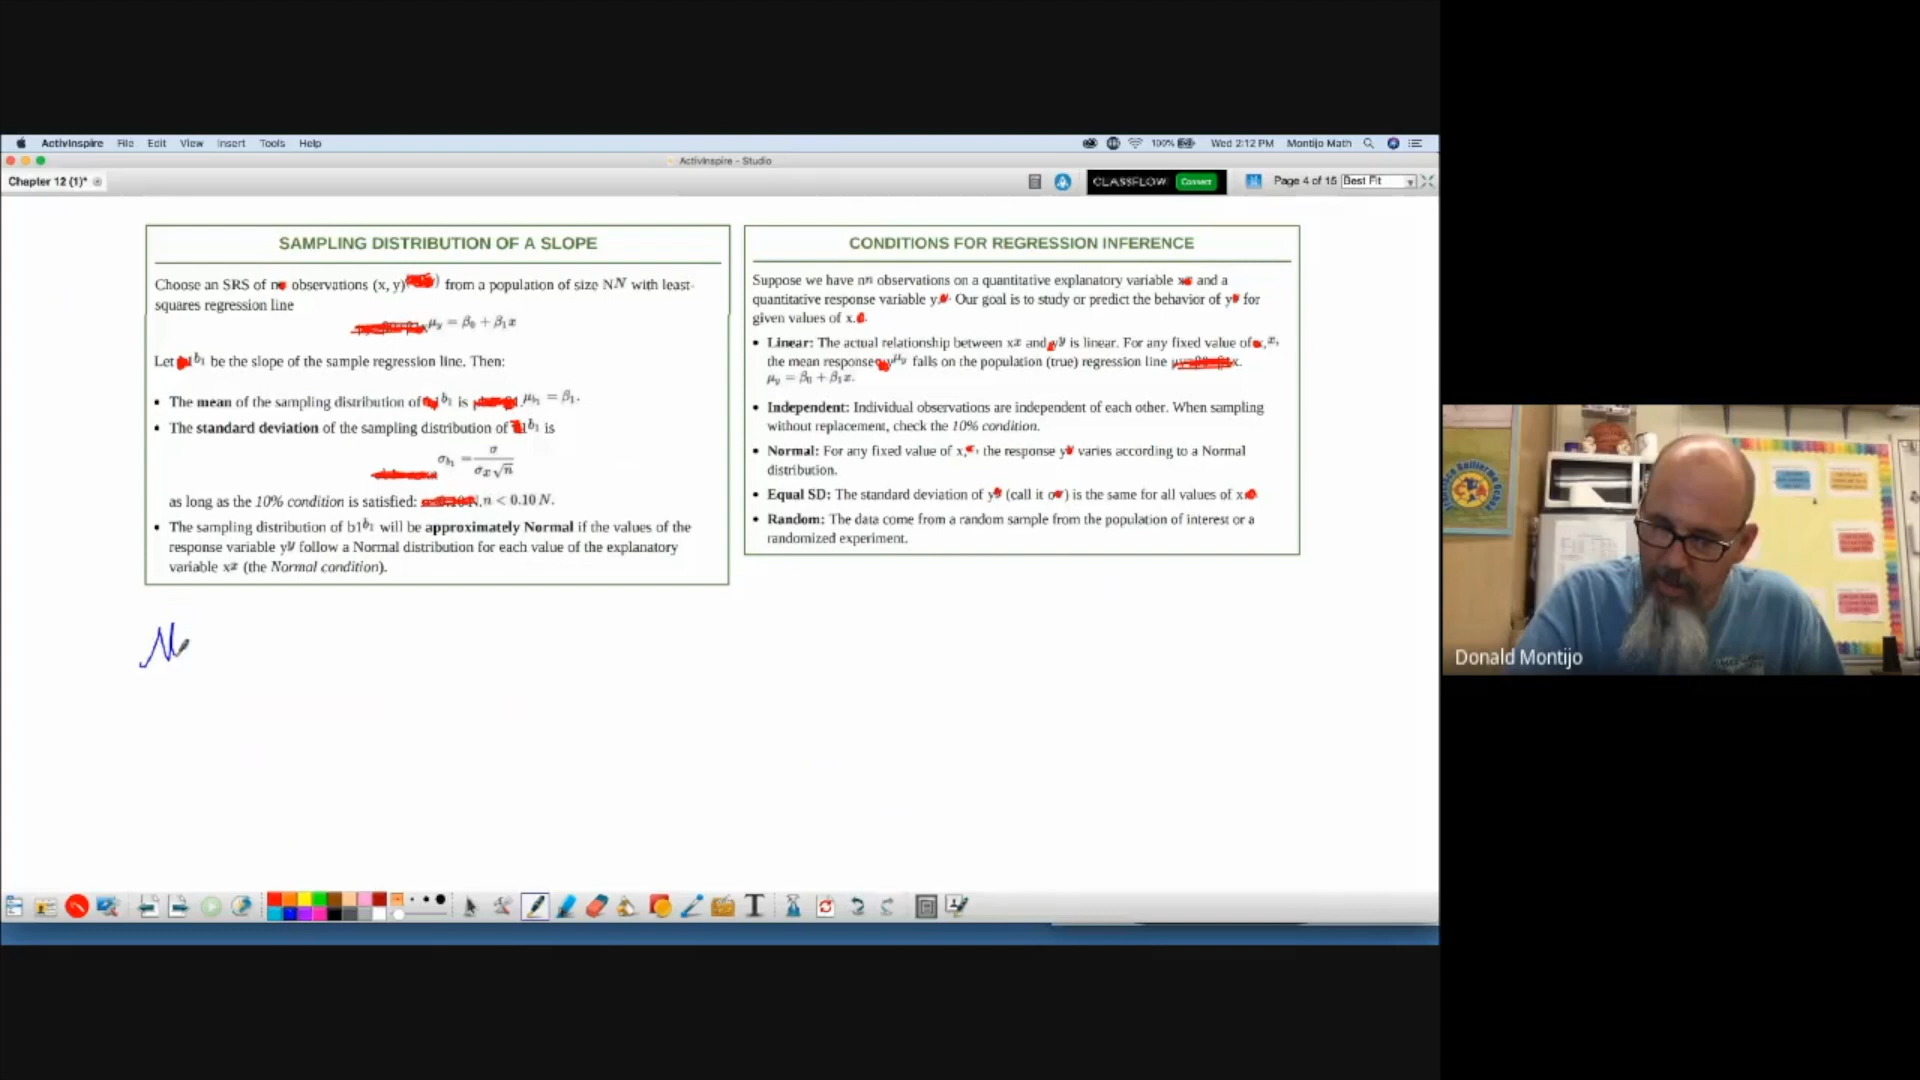 ActivInspire File Edit View Insert Tools Help 100% Wed 2:12 PM Montijo Math
ActivInspire - Studio
Chapter 12 (1)* CLASSFLOW Connect Page 4 of 15 Best Fit
SAMPLING DISTRIBUTION OF A SLOPE
Choose an SRS of n observations (x, y) from a population of size NN with least-
squares regression line
μy = β0 + β1x
Let b1 be the slope of the sample regression line. Then:
• The mean of the sampling distribution of b1 is μb1 = β1.
• The standard deviation of the sampling distribution of 1b1 is
σb1 = σ / σx√n
as long as the 10% condition is satisfied: n < 0.10 N.
• The sampling distribution of b1b1 will be approximately Normal if the values of the
response variable yy follow a Normal distribution for each value of the explanatory
variable xx (the Normal condition).
CONDITIONS FOR REGRESSION INFERENCE
Suppose we have nn observations on a quantitative explanatory variable x and a
quantitative response variable y. Our goal is to study or predict the behavior of y for
given values of x.
• Linear: The actual relationship between xx and yy is linear. For any fixed value of x,
the mean response μy falls on the population (true) regression line x.
μy = β0 + β1x.
• Independent: Individual observations are independent of each other. When sampling
without replacement, check the 10% condition.
• Normal: For any fixed value of x, the response y varies according to a Normal
distribution.
• Equal SD: The standard deviation of y (call it σ) is the same for all values of x
• Random: The data come from a random sample from the population of interest or a
randomized experiment.
Donald Montijo